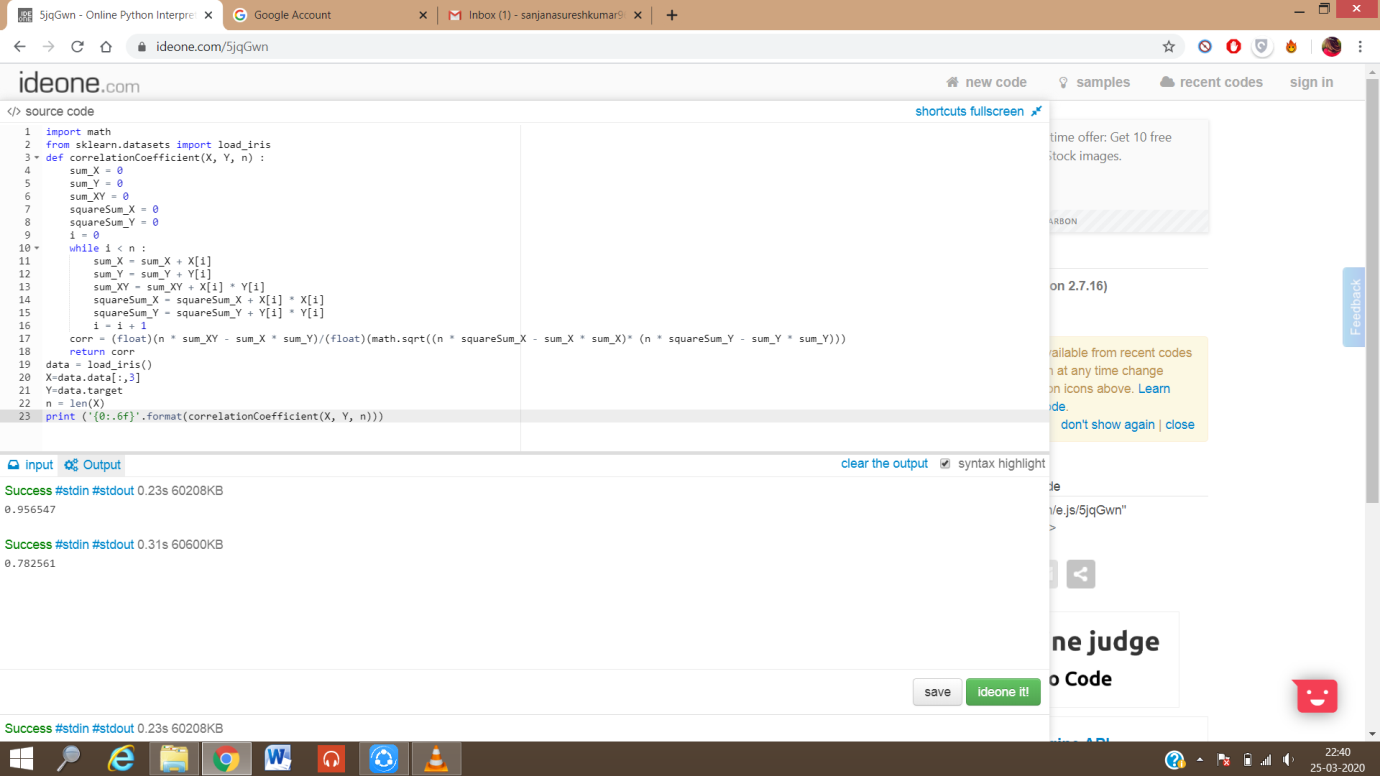 5jqGwn - Online Python Interpre
Google Account
Inbox (1) - sanjanasureshkumar9
ideone.com/5jqGwn
ideone.com
new code
samples
recent codes
sign in
</> source code
shortcuts fullscreen
1 import math
2 from sklearn.datasets import load_iris
3 def correlationCoefficient(X, Y, n) :
4 sum_X = 0
5 sum_Y = 0
6 sum_XY = 0
7 squareSum_X = 0
8 squareSum_Y = 0
9 i = 0
10 while i < n :
11 sum_X = sum_X + X[i]
12 sum_Y = sum_Y + Y[i]
13 sum_XY = sum_XY + X[i] * Y[i]
14 squareSum_X = squareSum_X + X[i] * X[i]
15 squareSum_Y = squareSum_Y + Y[i] * Y[i]
16 i = i + 1
17 corr = (float)(n * sum_XY - sum_X * sum_Y)/(float)(math.sqrt((n * squareSum_X - sum_X * sum_X)* (n * squareSum_Y - sum_Y * sum_Y)))
18 return corr
19 data = load_iris()
20 X=data.data[:,3]
21 Y=data.target
22 n = len(X)
23 print ('{0:.6f}'.format(correlationCoefficient(X, Y, n)))
time offer: Get 10 free
Stock images.
ARBON
on 2.7.16)
Feedback
vailable from recent codes
n at any time change
on icons above. Learn
ode.
don't show again | close
input
Output
clear the output
syntax highlight
Success #stdin #stdout 0.23s 60208KB
0.956547
Success #stdin #stdout 0.31s 60600KB
0.782561
de
n/e.js/5jqGwn"
>
ne judge
o Code
save
ideone it!
Success #stdin #stdout 0.23s 60208KB
22:40
25-03-2020